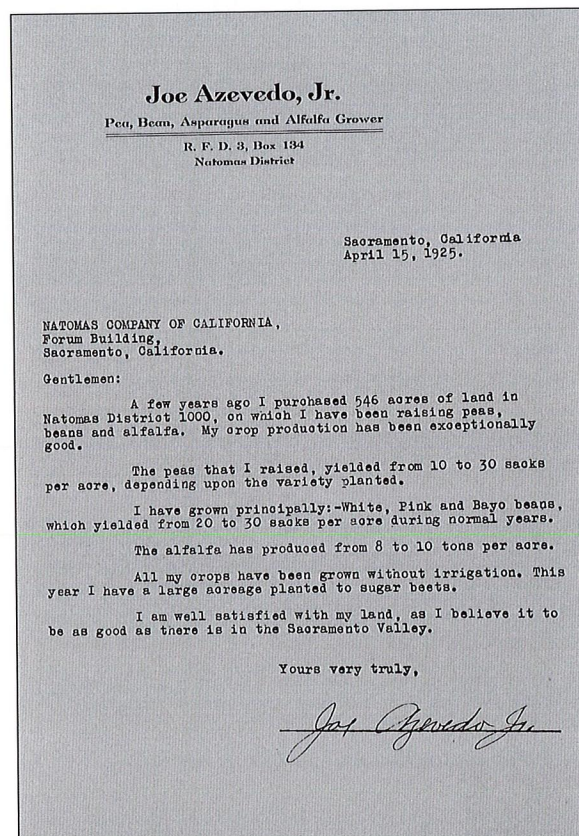 Joe Azevedo, Jr.
Pea, Bean, Asparagus and Alfalfa Grower
R. F. D. 3, Box 134
Natomas District
Sacramento, California
April 15, 1925.
NATOMAS COMPANY OF CALIFORNIA,
Forum Building,
Sacramento, California.
Gentlemen:
A few years ago I purchased 546 acres of land in
Natomas District 1000, on which I have been raising peas,
beans and alfalfa. My crop production has been exceptionally
good.
The peas that I raised, yielded from 10 to 30 sacks
per acre, depending upon the variety planted.
I have grown principally:-White, Pink and Bayo beans,
which yielded from 20 to 30 sacks per acre during normal years.
The alfalfa has produced from 8 to 10 tons per acre.
All my crops have been grown without irrigation. This
year I have a large acreage planted to sugar beets.
I am well satisfied with my land, as I believe it to
be as good as there is in the Sacramento Valley.
Yours very truly,
Joe Azevedo Jr.